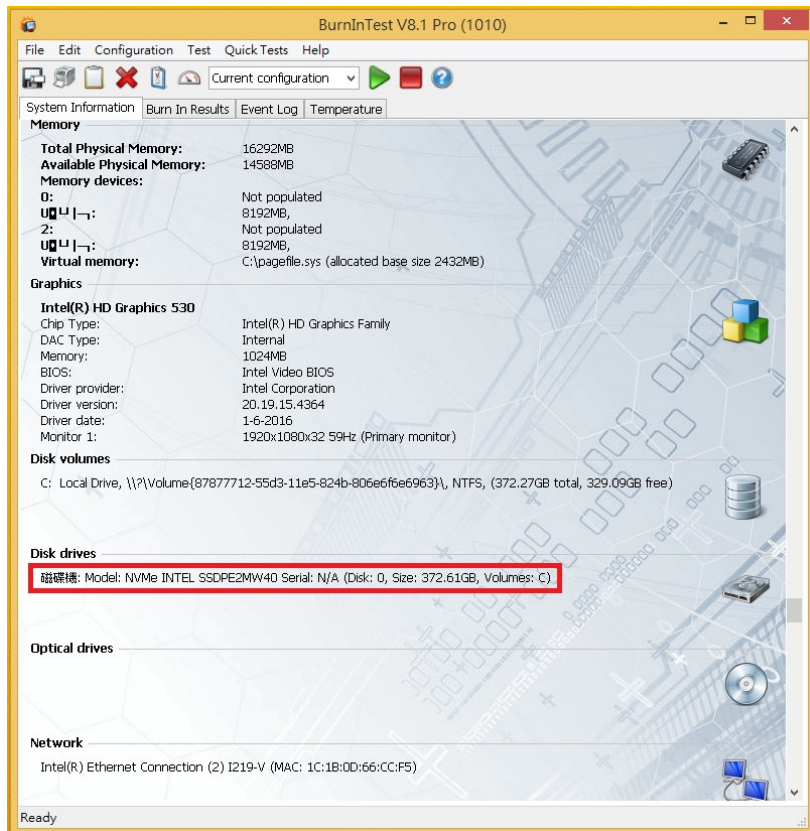 BurnInTest V8.1 Pro (1010)
File Edit Configuration Test Quick Tests Help
Current configuration
System Information Burn In Results Event Log Temperature
Memory
Total Physical Memory: 16292MB
Available Physical Memory: 14588MB
Memory devices:
0: Not populated
8192MB,
2: Not populated
8192MB,
Virtual memory: C:\pagefile.sys (allocated base size 2432MB)
Graphics
Intel(R) HD Graphics 530
Chip Type: Intel(R) HD Graphics Family
DAC Type: Internal
Memory: 1024MB
BIOS: Intel Video BIOS
Driver provider: Intel Corporation
Driver version: 20.19.15.4364
Driver date: 1-6-2016
Monitor 1: 1920x1080x32 59Hz (Primary monitor)
Disk volumes
C: Local Drive, \\?\Volume{87877712-55d3-11e5-824b-806e6f6e6963}\, NTFS, (372.27GB total, 329.09GB free)
Disk drives
磁碟機: Model: NVMe INTEL SSDPE2MW40 Serial: N/A (Disk: 0, Size: 372.61GB, Volumes: C)
Optical drives
Network
Intel(R) Ethernet Connection (2) I219-V (MAC: 1C:1B:0D:66:CC:F5)
Ready